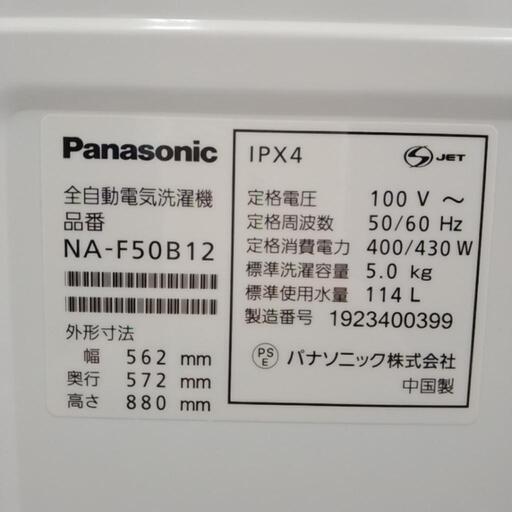 Panasonic
全自動電気洗濯機
品番
NA-F50B12
外形寸法
幅 562 mm
奥行 572 mm
高さ 880 mm
IPX4
S JET
定格電圧 100 V ～
定格周波数 50/60 Hz
定格消費電力 400/430 W
標準洗濯容量 5.0 kg
標準使用水量 114 L
製造番号 1923400399
PS E パナソニック株式会社
中国製